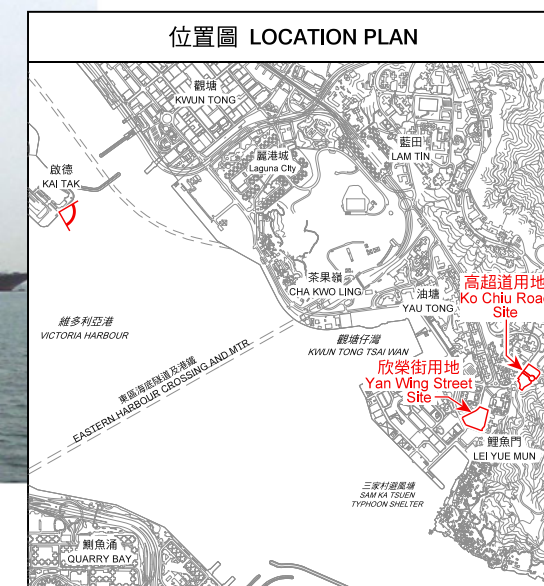 位置圖 LOCATION PLAN
觀塘
KWUN TONG
藍田
LAM TIN
麗港城
Laguna City
啟德
KAI TAK
茶果嶺
CHA KWO LING
油塘
YAU TONG
高超道用地
Ko Chiu Road
Site
維多利亞港
VICTORIA HARBOUR
觀塘仔灣
KWUN TONG TSAI WAN
東區海底隧道及港鐵
EASTERN HARBOUR CROSSING AND MTR
欣榮街用地
Yan Wing Street
Site
鯉魚門
LEI YUE MUN
三家村避風塘
SAM KA TSUEN
TYPHOON SHELTER
鰂魚涌
QUARRY BAY